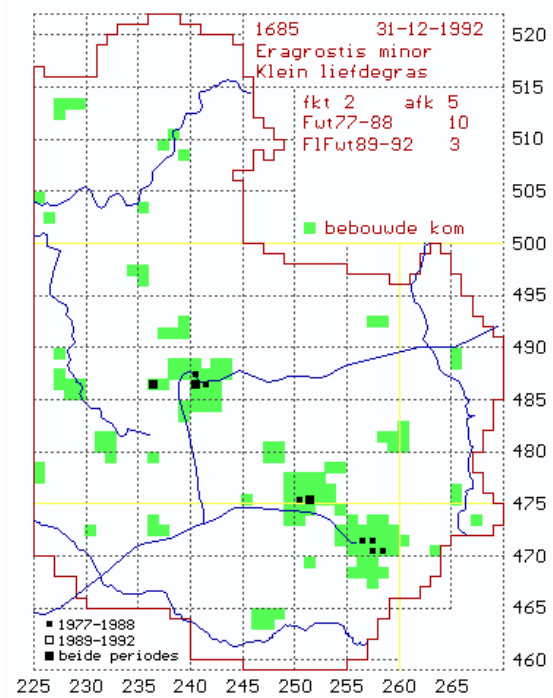 1685 31-12-1992
Eragrostis minor
Klein liefdegras
fkt 2 afk 5
Fwt77-88 10
FlFwt89-92 3
bebouwde kom
520
515
510
505
500
495
490
485
480
475
470
465
460
1977-1988
1989-1992
beide periodes
225 230 235 240 245 250 255 260 265